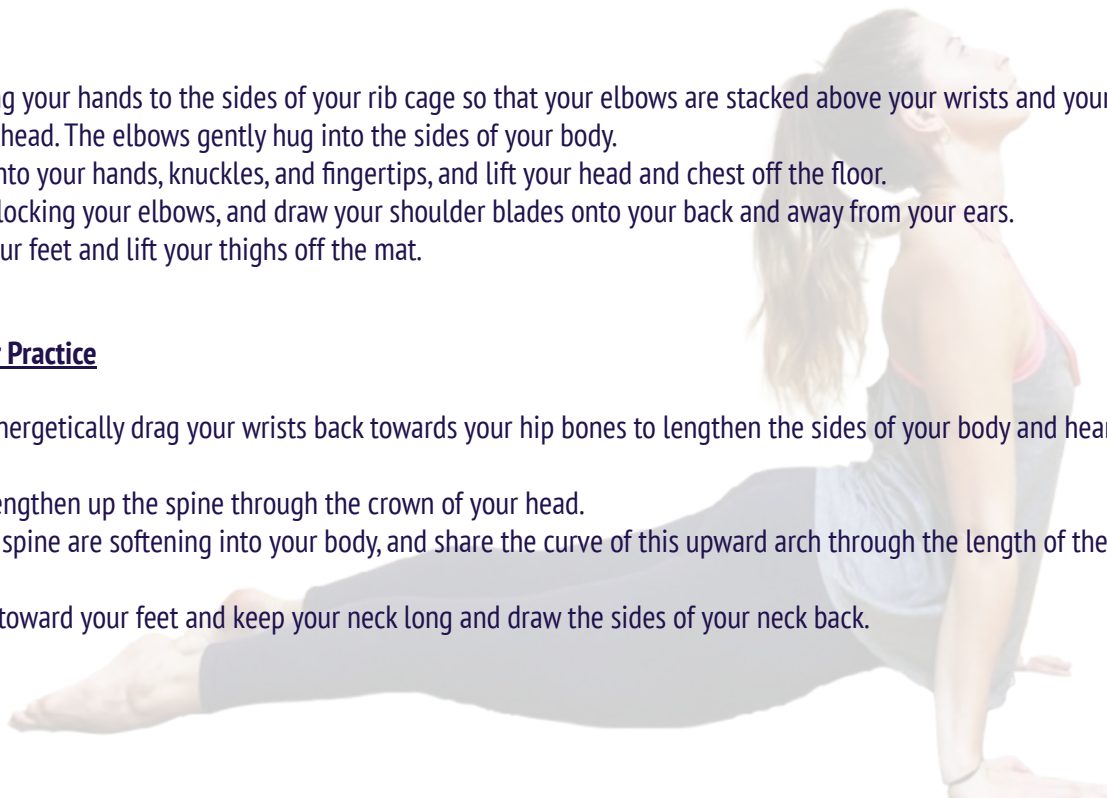 g your hands to the sides of your rib cage so that your elbows are stacked above your wrists and your
head. The elbows gently hug into the sides of your body.
nto your hands, knuckles, and fingertips, and lift your head and chest off the floor.
locking your elbows, and draw your shoulder blades onto your back and away from your ears.
ur feet and lift your thighs off the mat.
Practice
nergetically drag your wrists back towards your hip bones to lengthen the sides of your body and hear
engthen up the spine through the crown of your head.
spine are softening into your body, and share the curve of this upward arch through the length of the
toward your feet and keep your neck long and draw the sides of your neck back.